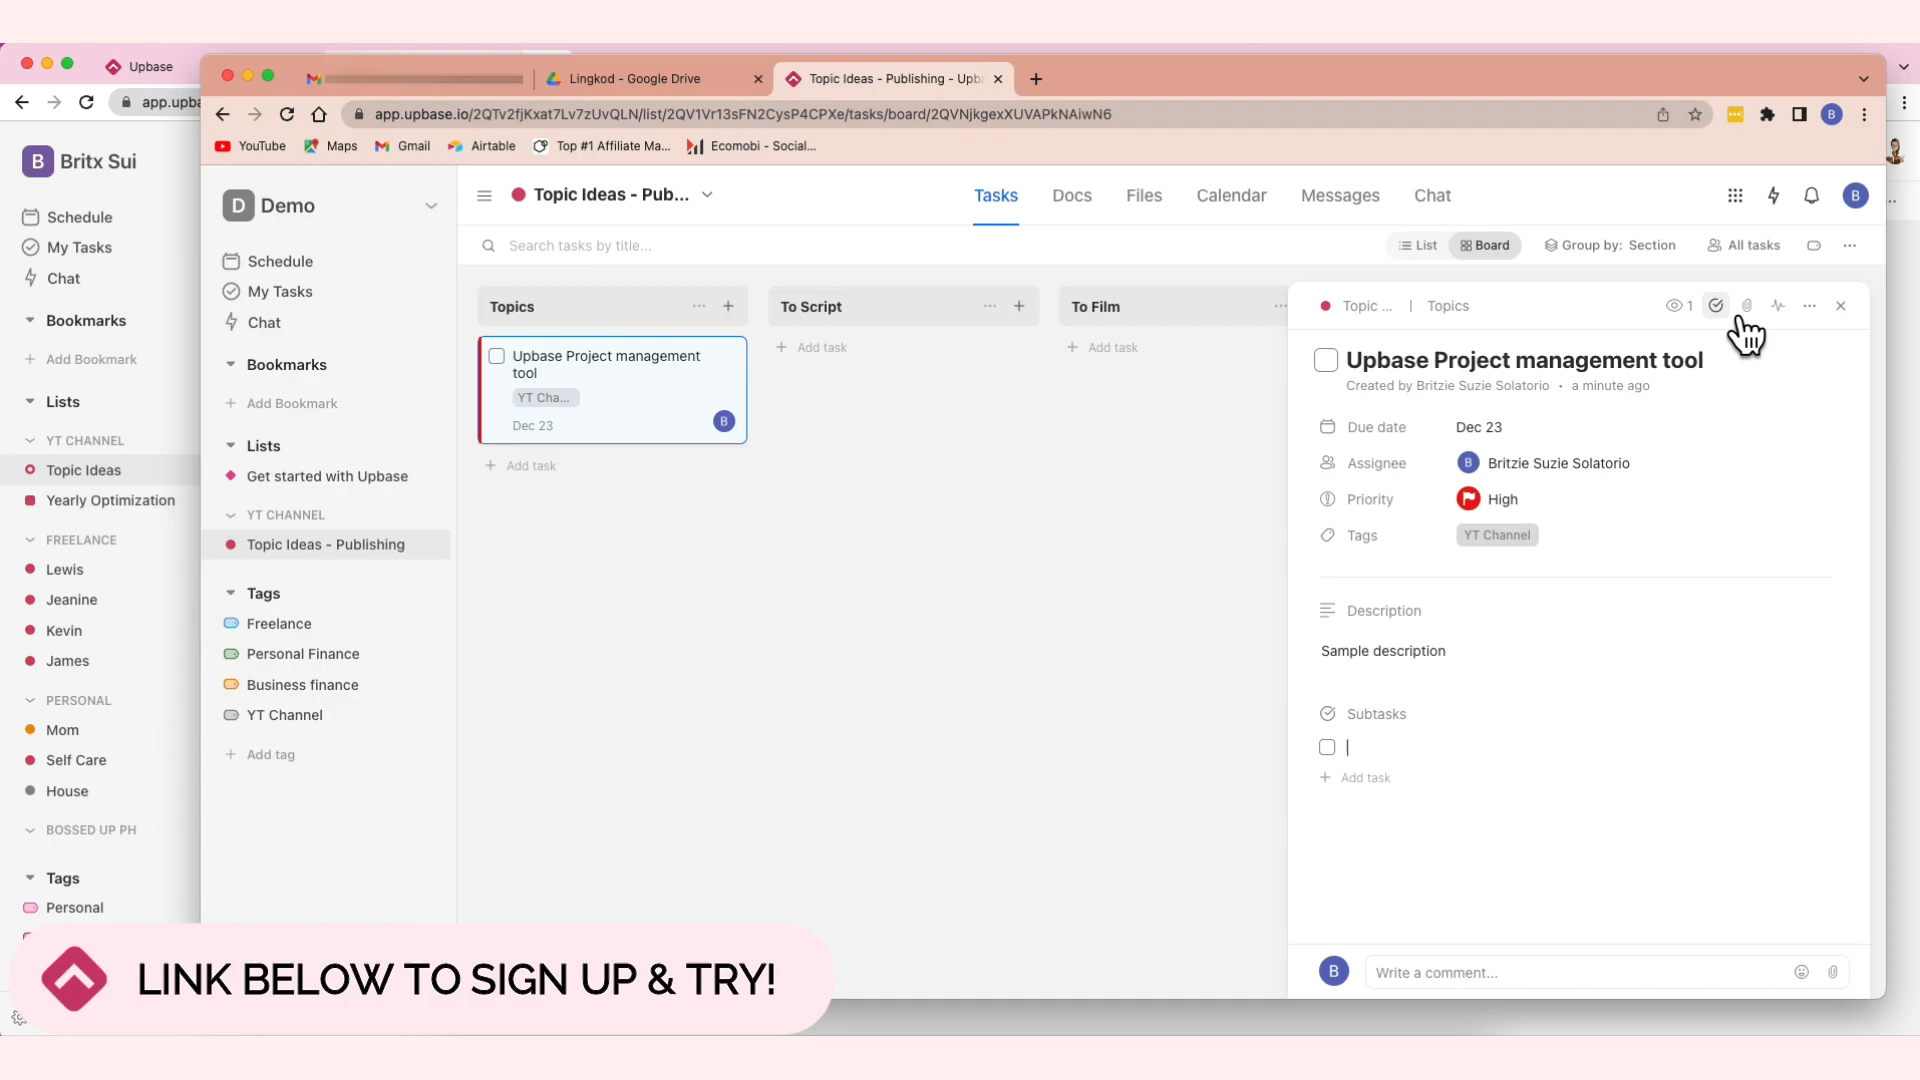 Upbase
app.upba
B Britx Sui
Schedule
My Tasks
Chat
Bookmarks
Add Bookmark
Lists
YT CHANNEL
Topic Ideas
Yearly Optimization
FREELANCE
Lewis
Jeanine
Kevin
James
PERSONAL
Mom
Self Care
House
BOSSED UP PH
Tags
Personal
Lingkod - Google Drive
Topic Ideas - Publishing - Upba
app.upbase.io/2QTv2fjKxat7Lv7zUvQLN/list/2QV1Vr13sFN2CysP4CPXe/tasks/board/2QVNjkgexXUVAPkNAiwN6
B
YouTube Maps Gmail Airtable Top #1 Affiliate Ma... Ecomobi - Social...
D Demo
Schedule
My Tasks
Chat
Bookmarks
Add Bookmark
Lists
Get started with Upbase
YT CHANNEL
Topic Ideas - Publishing
Tags
Freelance
Personal Finance
Business finance
YT Channel
Add tag
Topic Ideas - Pub...
Tasks Docs Files Calendar Messages Chat
B
Search tasks by title...
List Board Group by: Section All tasks
Topics
Upbase Project management
tool
YT Cha...
Dec 23
B
Add task
To Script
Add task
To Film
Add task
Topic ... | Topics
1
Upbase Project management tool
Created by Britzie Suzie Solatorio • a minute ago
Due date Dec 23
Assignee B Britzie Suzie Solatorio
Priority High
Tags YT Channel
Description
Sample description
Subtasks
Add task
B Write a comment...
LINK BELOW TO SIGN UP & TRY!